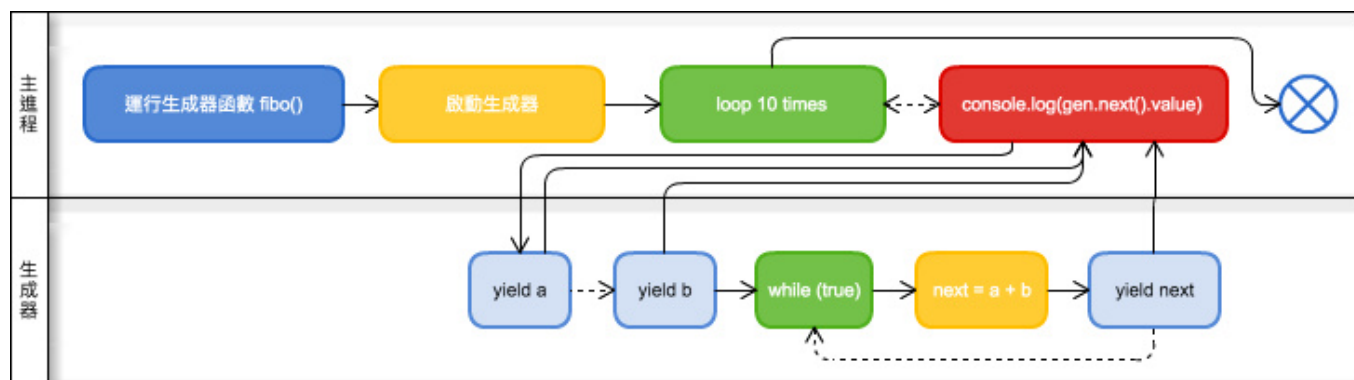 主進程
運行生成器函數 fibo()
啟動生成器
loop 10 times
console.log(gen.next().value)
生成器
yield a
yield b
while (true)
next = a + b
yield next